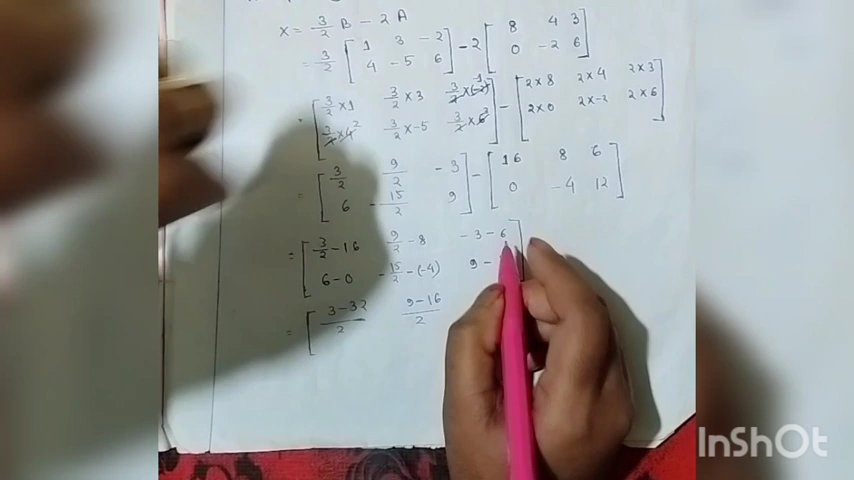 X = 3/2 B - 2A
= 3/2 [ 1 3 -2 ] - 2 [ 8 4 3 ]
4 -5 6 0 -2 6
= [ 3/2×1 3/2×3 3/2×(-2) 1 ] - [ 2×8 2×4 2×3 ]
3/2×4 2 3/2×-5 3/2×6 3 2×0 2×-2 2×6
= [ 3/2 9/2 -3 ] - [ 16 8 6 ]
6 -15/2 9 0 -4 12
= [ 3/2-16 9/2-8 -3-6 ]
6-0 -15/2-(-4) 9-
= [ 3-32/2 9-16/2
InShOt